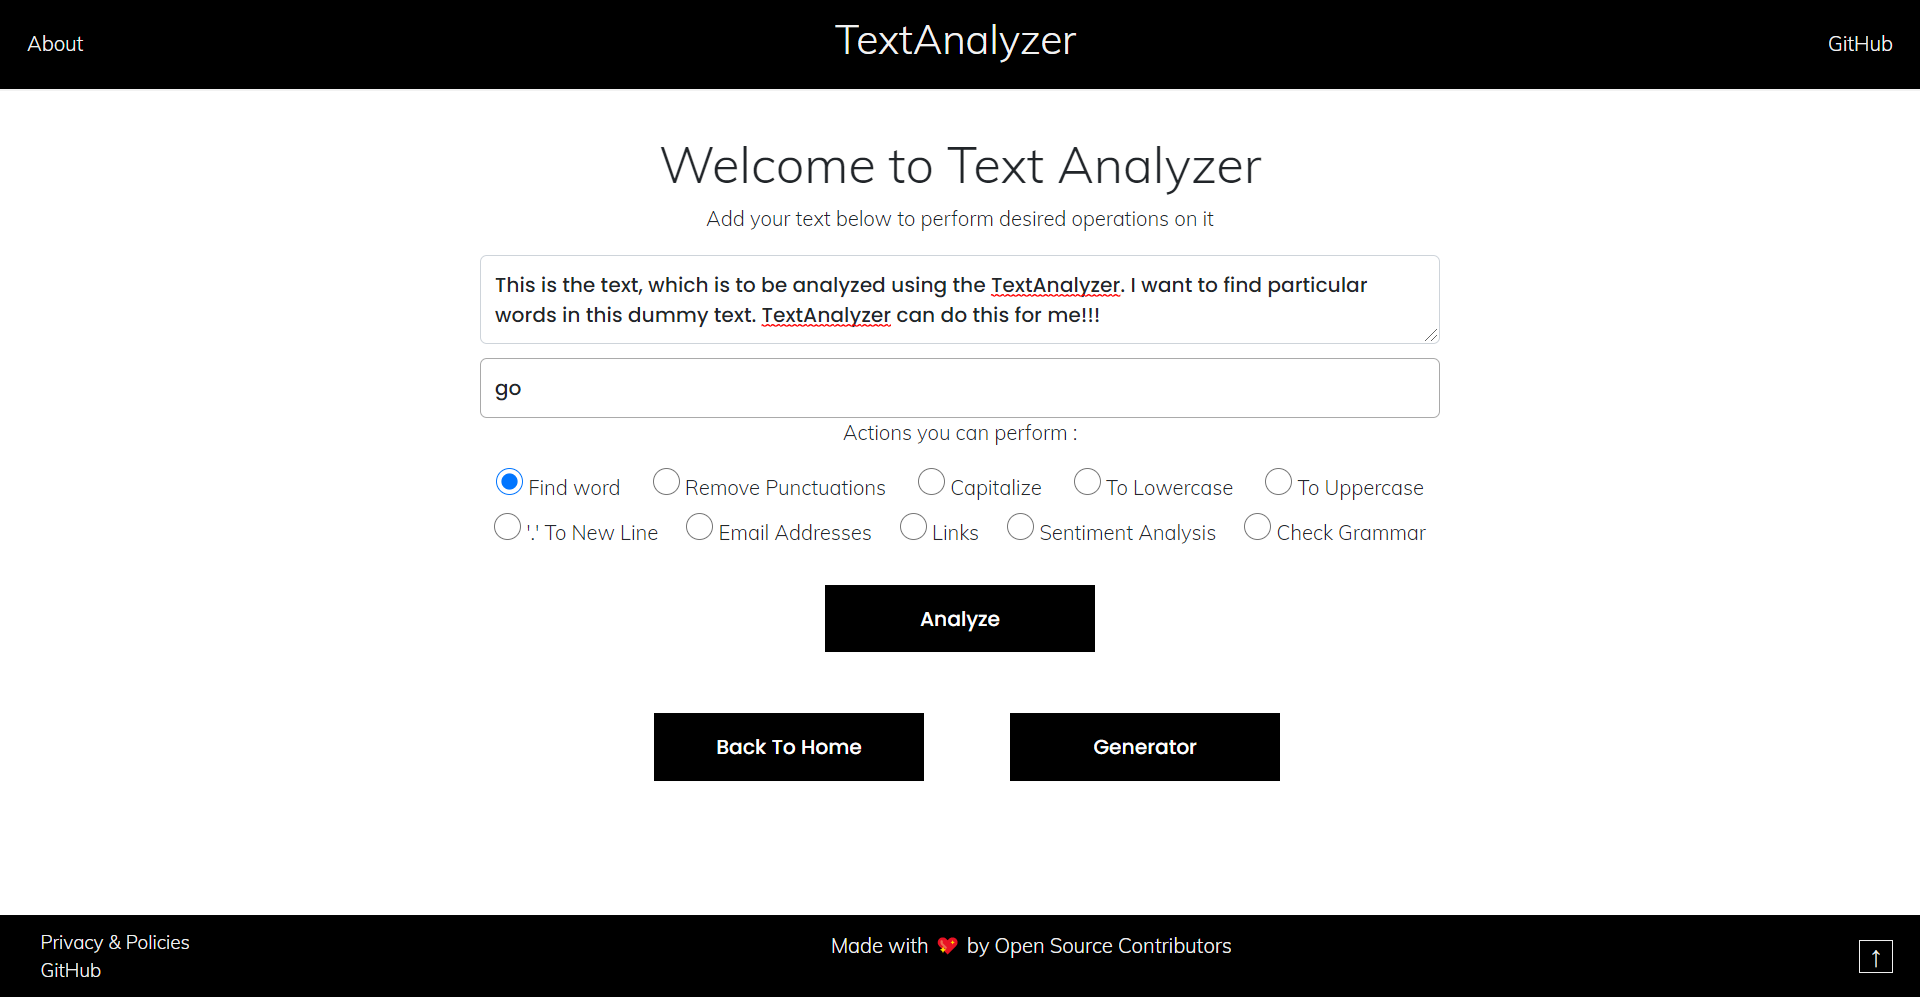 About
TextAnalyzer
GitHub
Welcome to Text Analyzer
Add your text below to perform desired operations on it
This is the text, which is to be analyzed using the TextAnalyzer. I want to find particular
words in this dummy text. TextAnalyzer can do this for me!!!
go
Actions you can perform :
Find word Remove Punctuations Capitalize To Lowercase To Uppercase
'.' To New Line Email Addresses Links Sentiment Analysis Check Grammar
Analyze
Back To Home
Generator
Privacy & Policies
GitHub
Made with 💖 by Open Source Contributors
↑